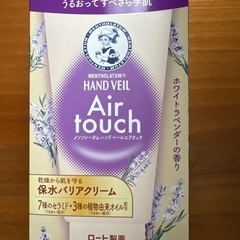 うるおってすべさら手肌
MENTHOLATUM®
HAND VEIL
Air
touch
メンソレータム ハンドベール エアタッチ
ホワイトラベンダーの香り
乾燥から肌を守る
保水バリアクリーム
7種のセラミド・3種の植物由来オイル配合
ロート製薬